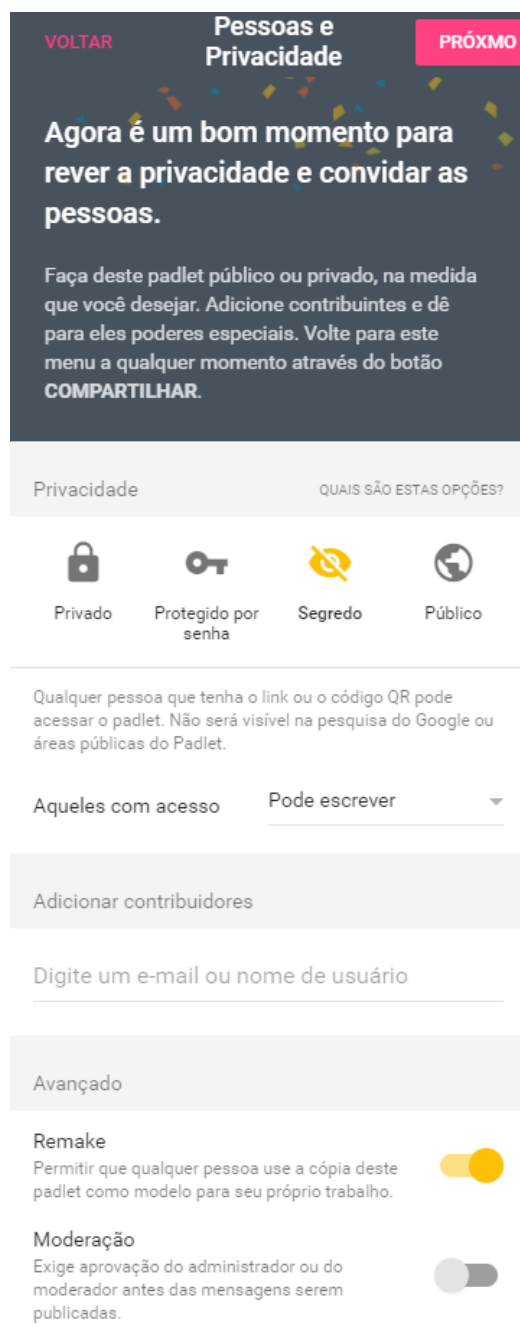 VOLTAR
Pessoas e
Privacidade
PRÓXMO
Agora é um bom momento para
rever a privacidade e convidar as
pessoas.
Faça deste padlet público ou privado, na medida
que você desejar. Adicione contribuintes e dê
para eles poderes especiais. Volte para este
menu a qualquer momento através do botão
COMPARTILHAR.
Privacidade
QUAIS SÃO ESTAS OPÇÕES?
Privado
Protegido por
senha
Segredo
Público
Qualquer pessoa que tenha o link ou o código QR pode
acessar o padlet. Não será visível na pesquisa do Google ou
áreas públicas do Padlet.
Aqueles com acesso
Pode escrever
Adicionar contribuidores
Digite um e-mail ou nome de usuário
Avançado
Remake
Permitir que qualquer pessoa use a cópia deste
padlet como modelo para seu próprio trabalho.
Moderação
Exige aprovação do administrador ou do
moderador antes das mensagens serem
publicadas.